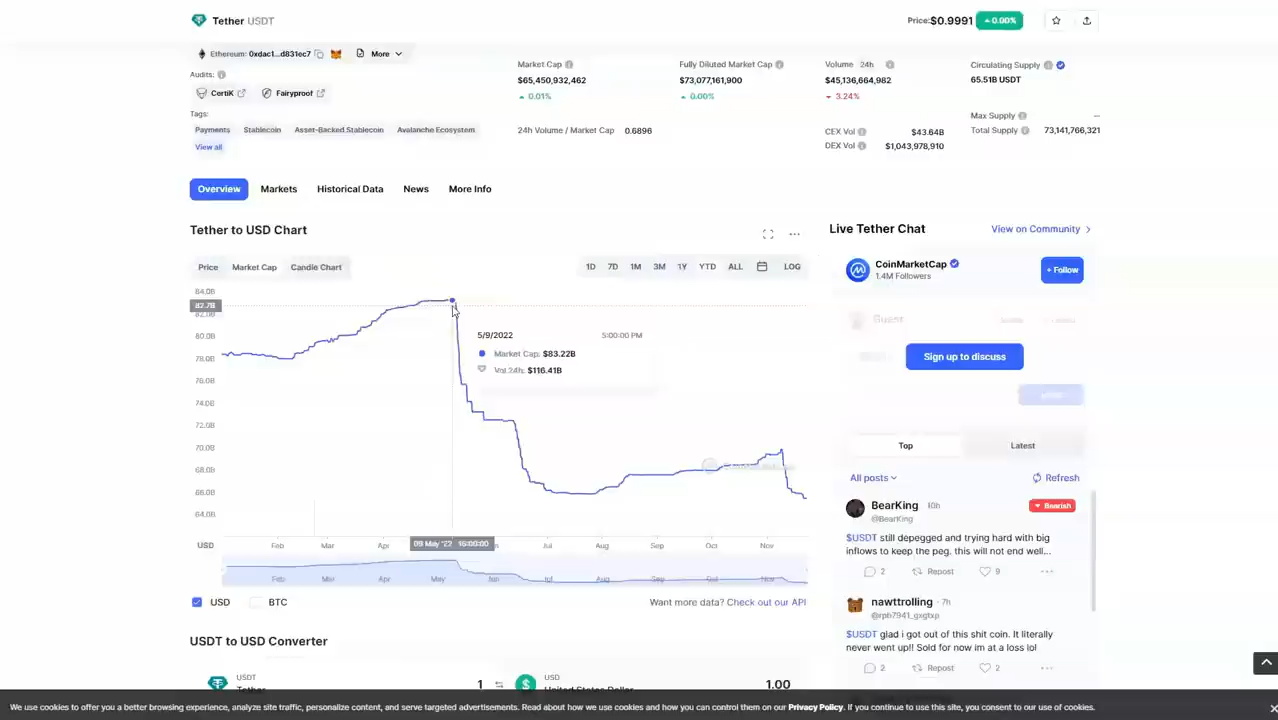 Tether USDT
Price:$0.9991 0.00%
Ethereum: 0xdac1...d831ec7 More
Audits:
CertiK Fairyproof
Tags:
Payments Stablecoin Asset-Backed Stablecoin Avalanche Ecosystem
View all
Market Cap
$65,450,932,462
0.01%
24h Volume / Market Cap 0.6896
Fully Diluted Market Cap
$73,077,161,900
0.00%
Volume 24h
$45,136,664,982
3.24%
CEX Vol $43.64B
DEX Vol $1,043,978,910
Circulating Supply
65.51B USDT
Max Supply --
Total Supply 73,141,766,321
Overview Markets Historical Data News More Info
Tether to USD Chart
Price Market Cap Candle Chart
1D 7D 1M 3M 1Y YTD ALL LOG
84.0B
82.7B
82.0B
80.0B
78.0B
76.0B
74.0B
72.0B
70.0B
68.0B
66.0B
64.0B
5/9/2022 5:00:00 PM
Market Cap: $83.22B
Vol 24h: $116.41B
USD Feb Mar Apr Jul Aug Sep Oct Nov
Feb Mar Apr May Jun Jul Aug Sep Oct Nov
USD BTC
Want more data? Check out our API
USDT to USD Converter
USDT
Tether
1
USD
United States Dollar
1.00
Live Tether Chat
View on Community
CoinMarketCap
1.4M Followers
+ Follow
Guest
Sign up to discuss
Top Latest
All posts Refresh
BearKing 10h Bearish
@BearKing
$USDT still depegged and trying hard with big
inflows to keep the peg. this will not end well...
2 Repost 9
nawttrolling · 7h
$USDT glad i got out of this shit coin. It literally
never went up!! Sold for now im at a loss lol
2 Repost 2
We use cookies to offer you a better browsing experience, analyze site traffic, personalize content, and serve targeted advertisements. Read about how we use cookies and how you can control them on our Privacy Policy. If you continue to use this site, you consent to our use of cookies.